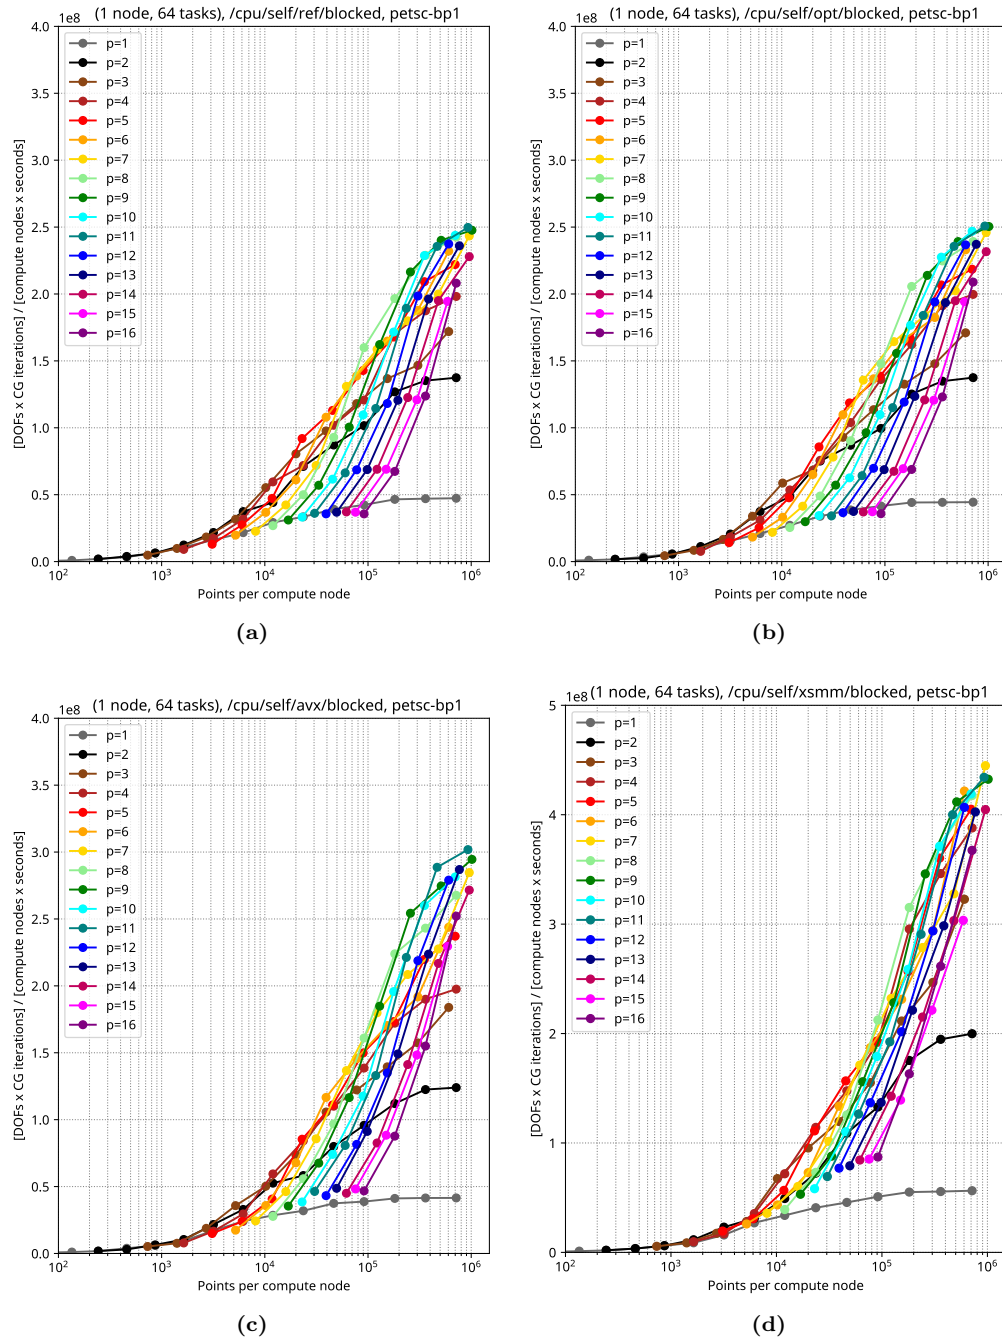 (1 node, 64 tasks), /cpu/self/ref/blocked, petsc-bp1
1e8
4.0
3.5
3.0
2.5
2.0
1.5
1.0
0.5
0.0
[DOFs x CG iterations] / [compute nodes x seconds]
p=1
p=2
p=3
p=4
p=5
p=6
p=7
p=8
p=9
p=10
p=11
p=12
p=13
p=14
p=15
p=16
10² 10³ 10⁴ 10⁵ 10⁶
Points per compute node
(a)
(1 node, 64 tasks), /cpu/self/opt/blocked, petsc-bp1
1e8
4.0
3.5
3.0
2.5
2.0
1.5
1.0
0.5
0.0
[DOFs x CG iterations] / [compute nodes x seconds]
p=1
p=2
p=3
p=4
p=5
p=6
p=7
p=8
p=9
p=10
p=11
p=12
p=13
p=14
p=15
p=16
10² 10³ 10⁴ 10⁵ 10⁶
Points per compute node
(b)
(1 node, 64 tasks), /cpu/self/avx/blocked, petsc-bp1
1e8
4.0
3.5
3.0
2.5
2.0
1.5
1.0
0.5
0.0
[DOFs x CG iterations] / [compute nodes x seconds]
p=1
p=2
p=3
p=4
p=5
p=6
p=7
p=8
p=9
p=10
p=11
p=12
p=13
p=14
p=15
p=16
10² 10³ 10⁴ 10⁵ 10⁶
Points per compute node
(c)
(1 node, 64 tasks), /cpu/self/xsmm/blocked, petsc-bp1
1e8
5
4
3
2
1
0
[DOFs x CG iterations] / [compute nodes x seconds]
p=1
p=2
p=3
p=4
p=5
p=6
p=7
p=8
p=9
p=10
p=11
p=12
p=13
p=14
p=15
p=16
10² 10³ 10⁴ 10⁵ 10⁶
Points per compute node
(d)